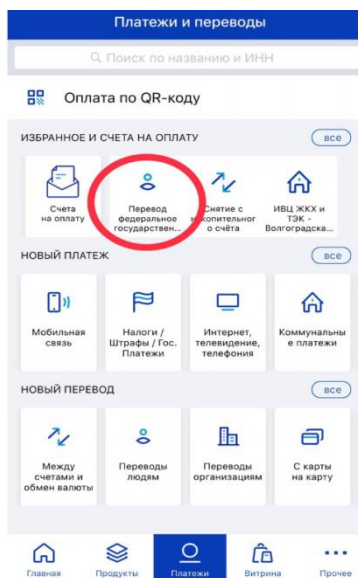 Платежи и переводы
Поиск по названию и ИНН
Оплата по QR-коду
ИЗБРАННОЕ И СЧЕТА НА ОПЛАТУ
все
Счета
на оплату
Перевод
федеральное
государствен...
Снятие с
о счёта
ИВЦ ЖКХ и
ТЭК -
Волгоградска...
НОВЫЙ ПЛАТЕЖ
все
Мобильная
связь
Налоги /
Штрафы / Гос.
Платежи
Интернет,
телевидение,
телефония
Коммунальны
е платежи
НОВЫЙ ПЕРЕВОД
все
Между
счетами и
обмен валюты
Переводы
людям
Переводы
организациям
С карты
на карту
Главная
Продукты
Платежи
Витрина
Прочее